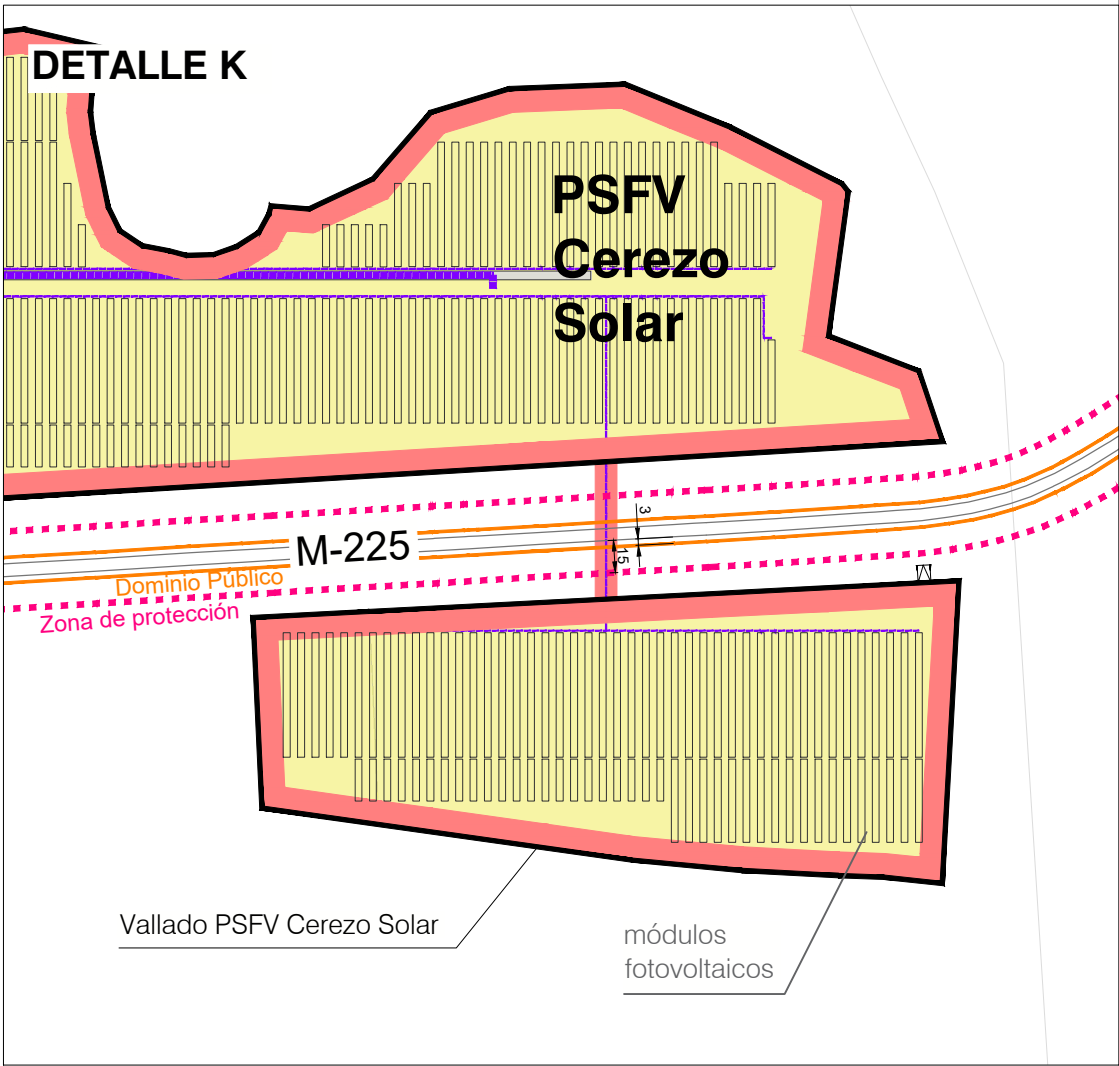 DETALLE K
PSFV
Cerezo
Solar
3
15
M-225
Dominio Público
Zona de protección
Vallado PSFV Cerezo Solar
módulos
fotovoltaicos